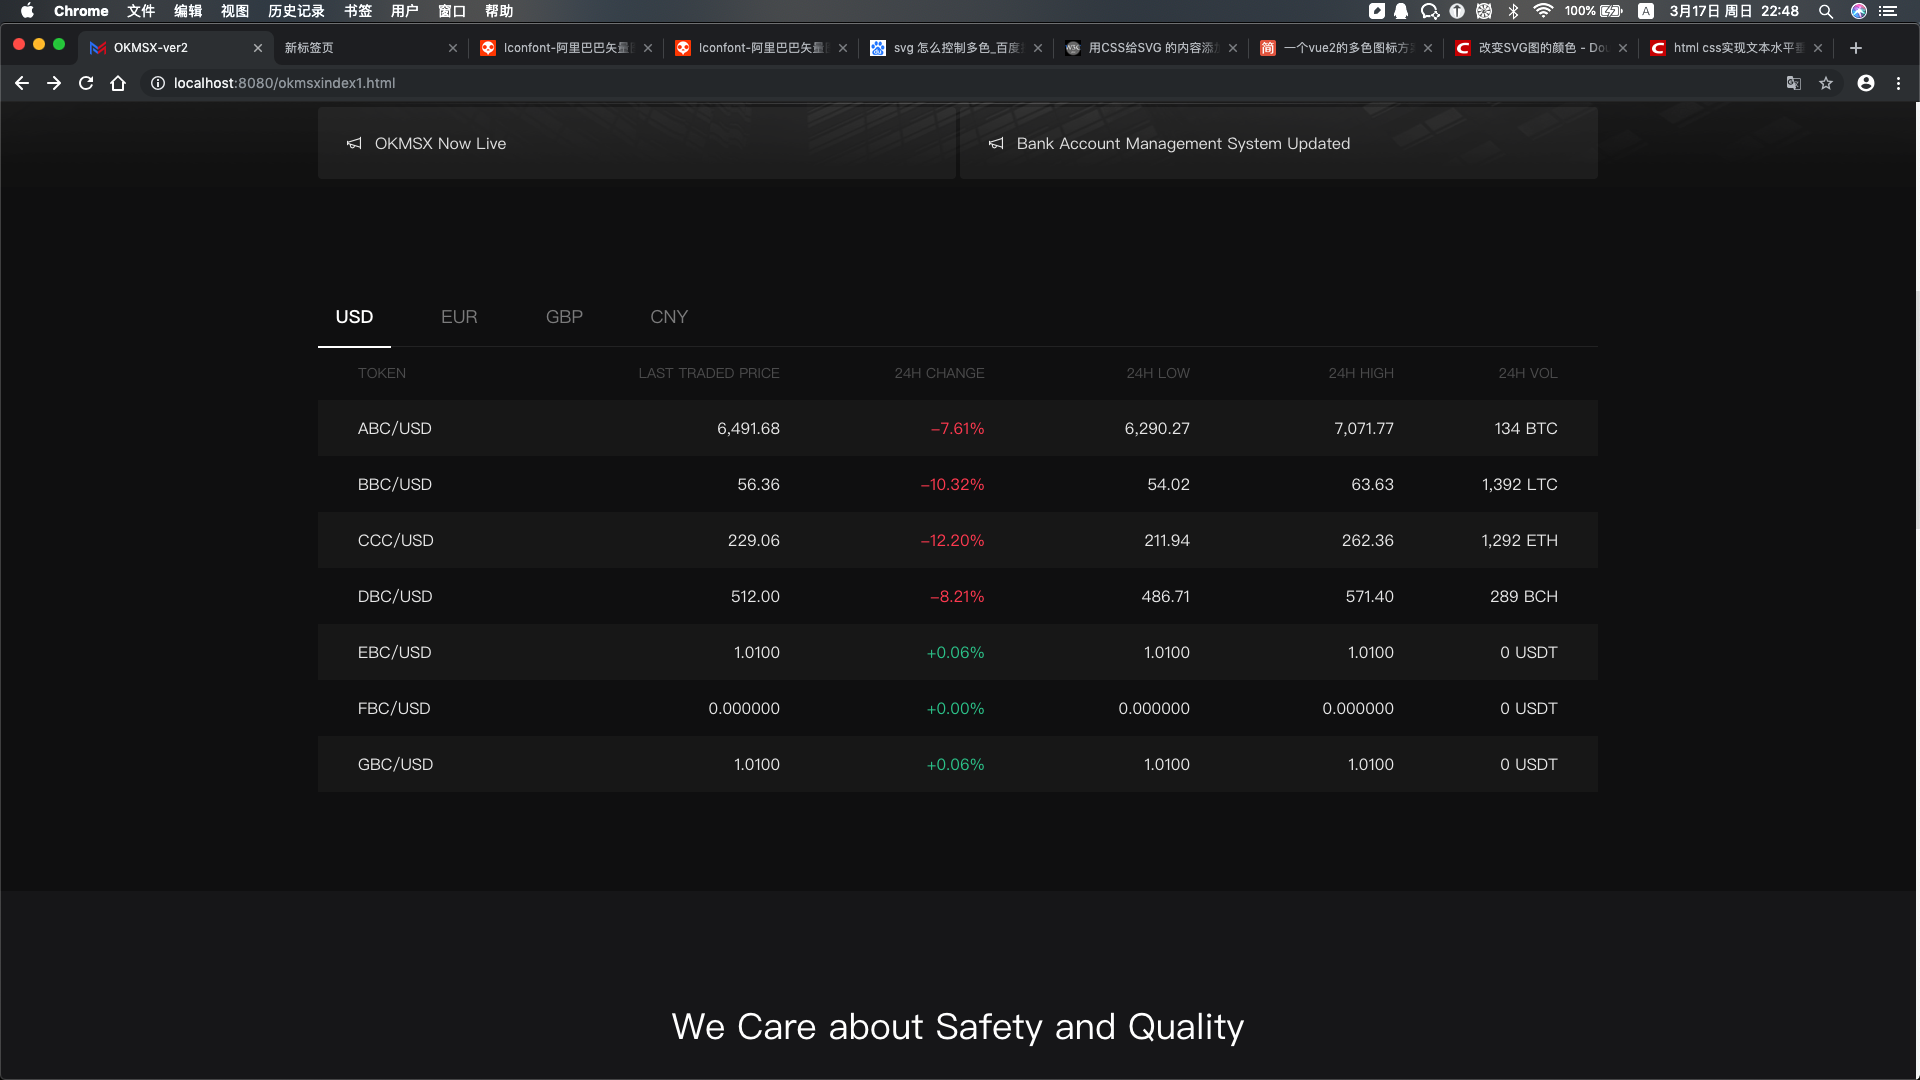 Chrome 文件 编辑 视图 历史记录 书签 用户 窗口 帮助 100% A 3月17日 周日 22:48
OKMSX-ver2 新标签页 Iconfont-阿里巴巴矢量 Iconfont-阿里巴巴矢量 svg 怎么控制多色_百度 用CSS给SVG 的内容添 一个vue2的多色图标方 改变SVG图的颜色 - Dou html css实现文本水平
localhost:8080/okmsxindex1.html
OKMSX Now Live Bank Account Management System Updated
USD EUR GBP CNY
TOKEN LAST TRADED PRICE 24H CHANGE 24H LOW 24H HIGH 24H VOL
ABC/USD 6,491.68 −7.61% 6,290.27 7,071.77 134 BTC
BBC/USD 56.36 −10.32% 54.02 63.63 1,392 LTC
CCC/USD 229.06 −12.20% 211.94 262.36 1,292 ETH
DBC/USD 512.00 −8.21% 486.71 571.40 289 BCH
EBC/USD 1.0100 +0.06% 1.0100 1.0100 0 USDT
FBC/USD 0.000000 +0.00% 0.000000 0.000000 0 USDT
GBC/USD 1.0100 +0.06% 1.0100 1.0100 0 USDT
We Care about Safety and Quality